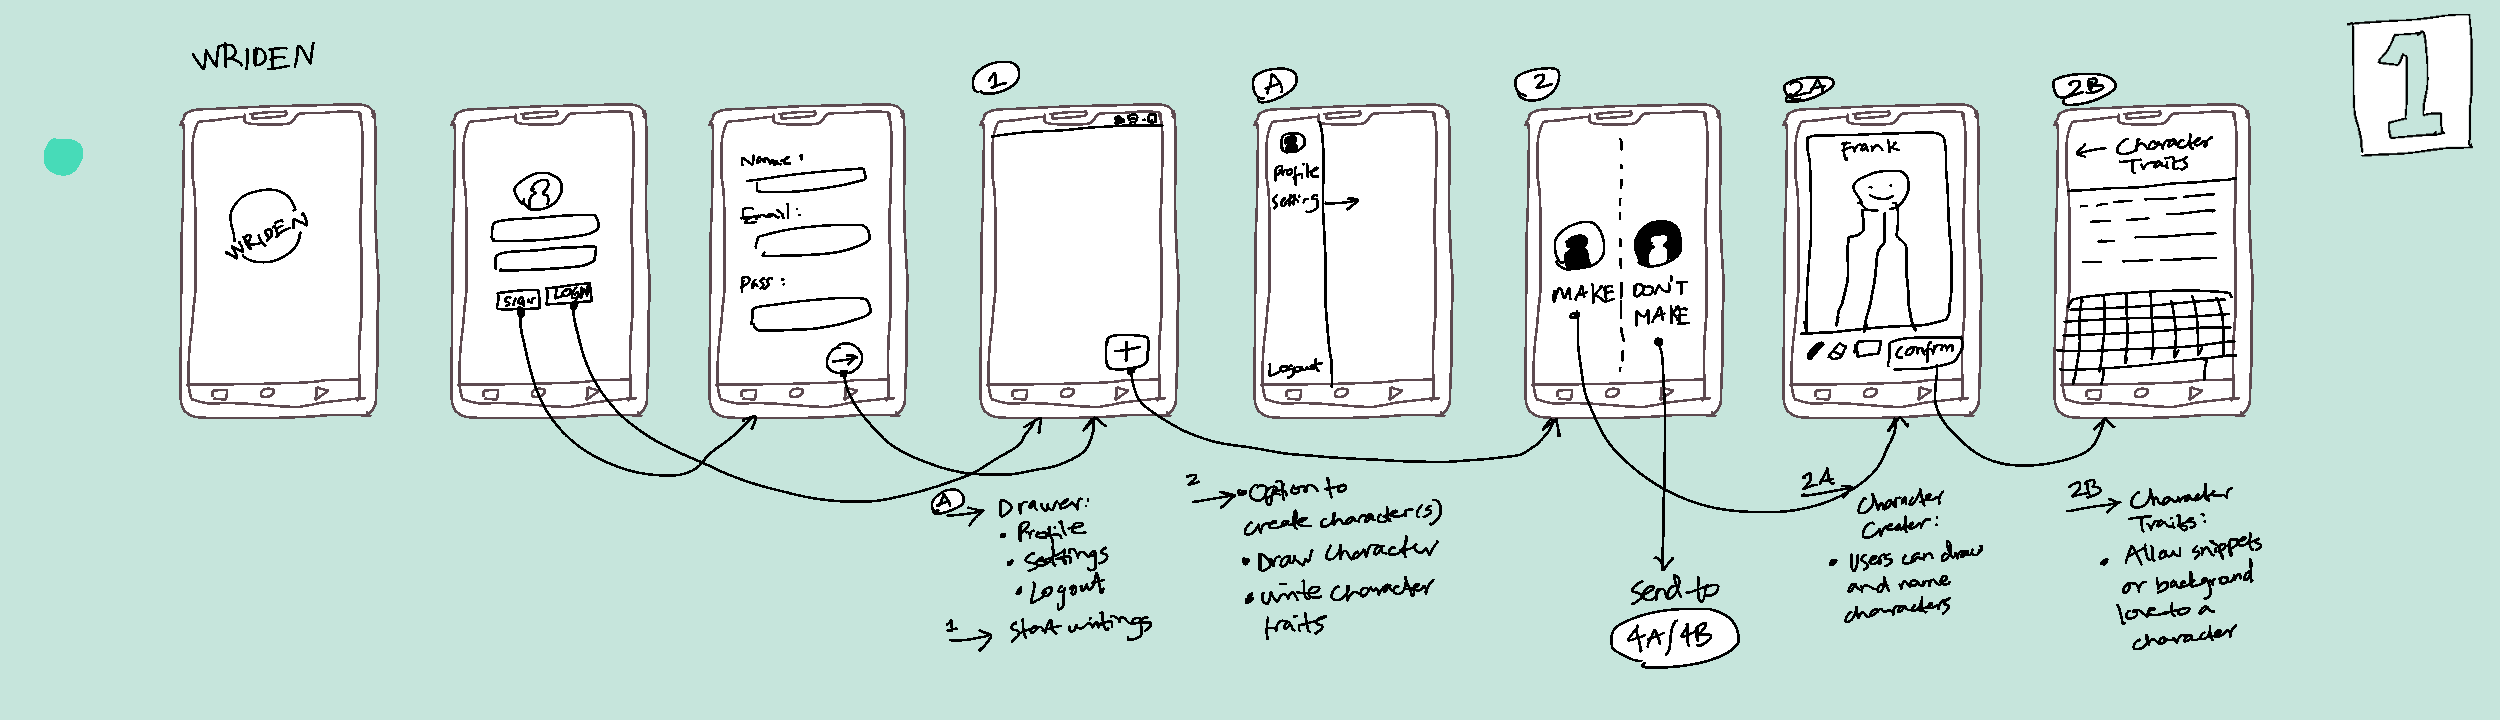 WRIDEN
1
WRIDEN
Sign
LOGIN
Name:
Email:
Pass:
1
A
Profile
Setting
Logout
2
MAKE
DON'T
MAKE
2A
Frank
Confrm
2B
Character
Traits
A
Drawer:
• Profile
• Settings
• Logout
1
Start writings
2
• Option to
create character(s)
• Draw Character
• write character
traits
Send to
4A/4B
2A
Character
Creator:
• Users can draw
and name
characters
2B
Character
Traits:
• Allow snippets
or background
lore to a
character